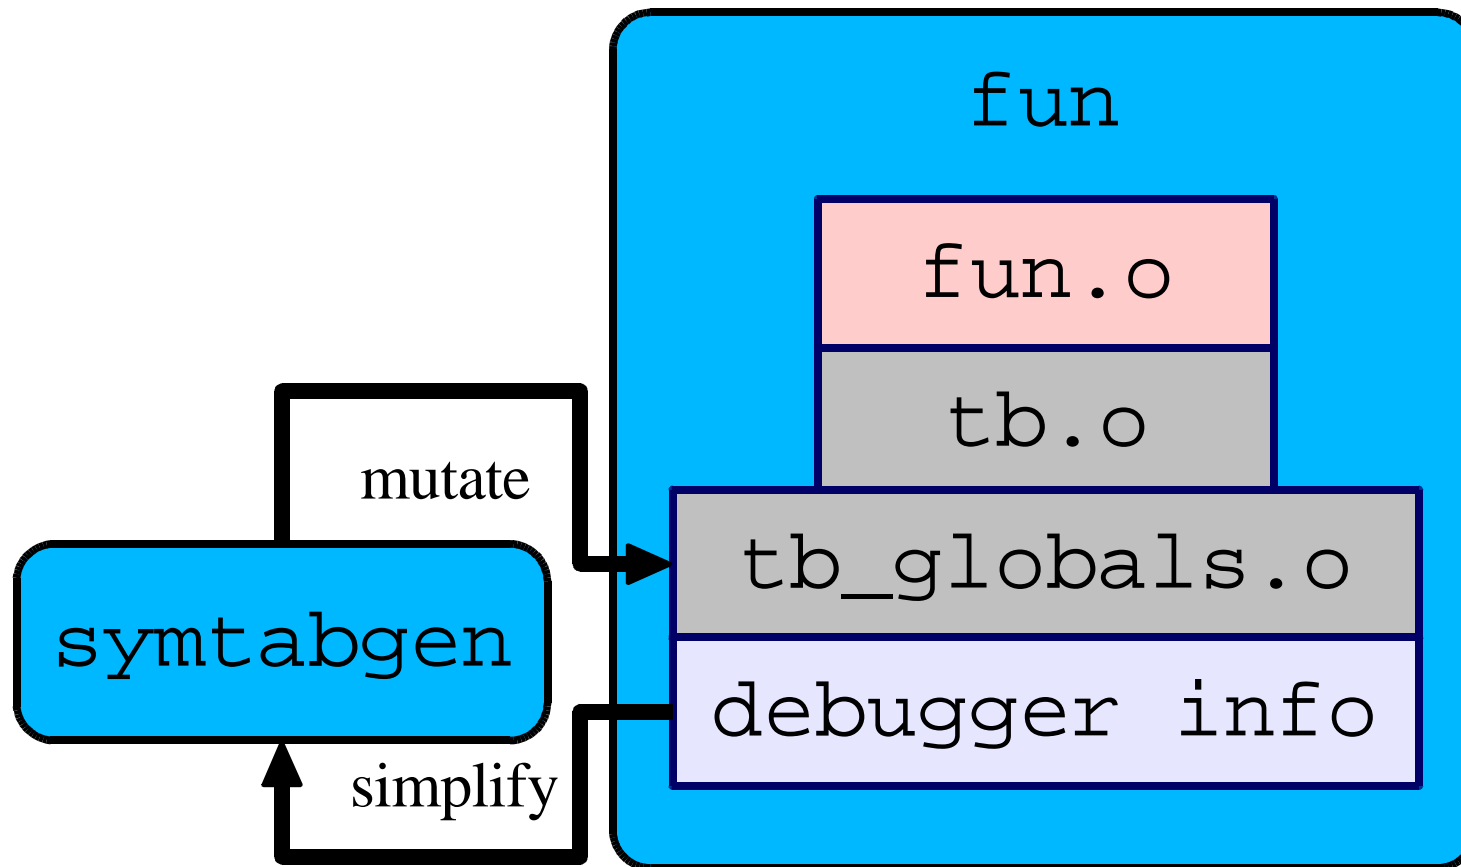 fun
fun.o
tb.o
mutate
tb_globals.o
symtabgen
debugger info
simplify